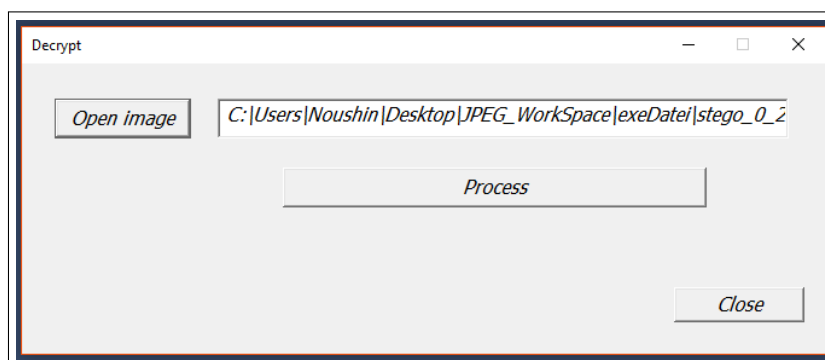 Decrypt
Open image C:\Users\Noushin\Desktop\JPEG_WorkSpace\exeDatei\stego_0_2
Process
Close